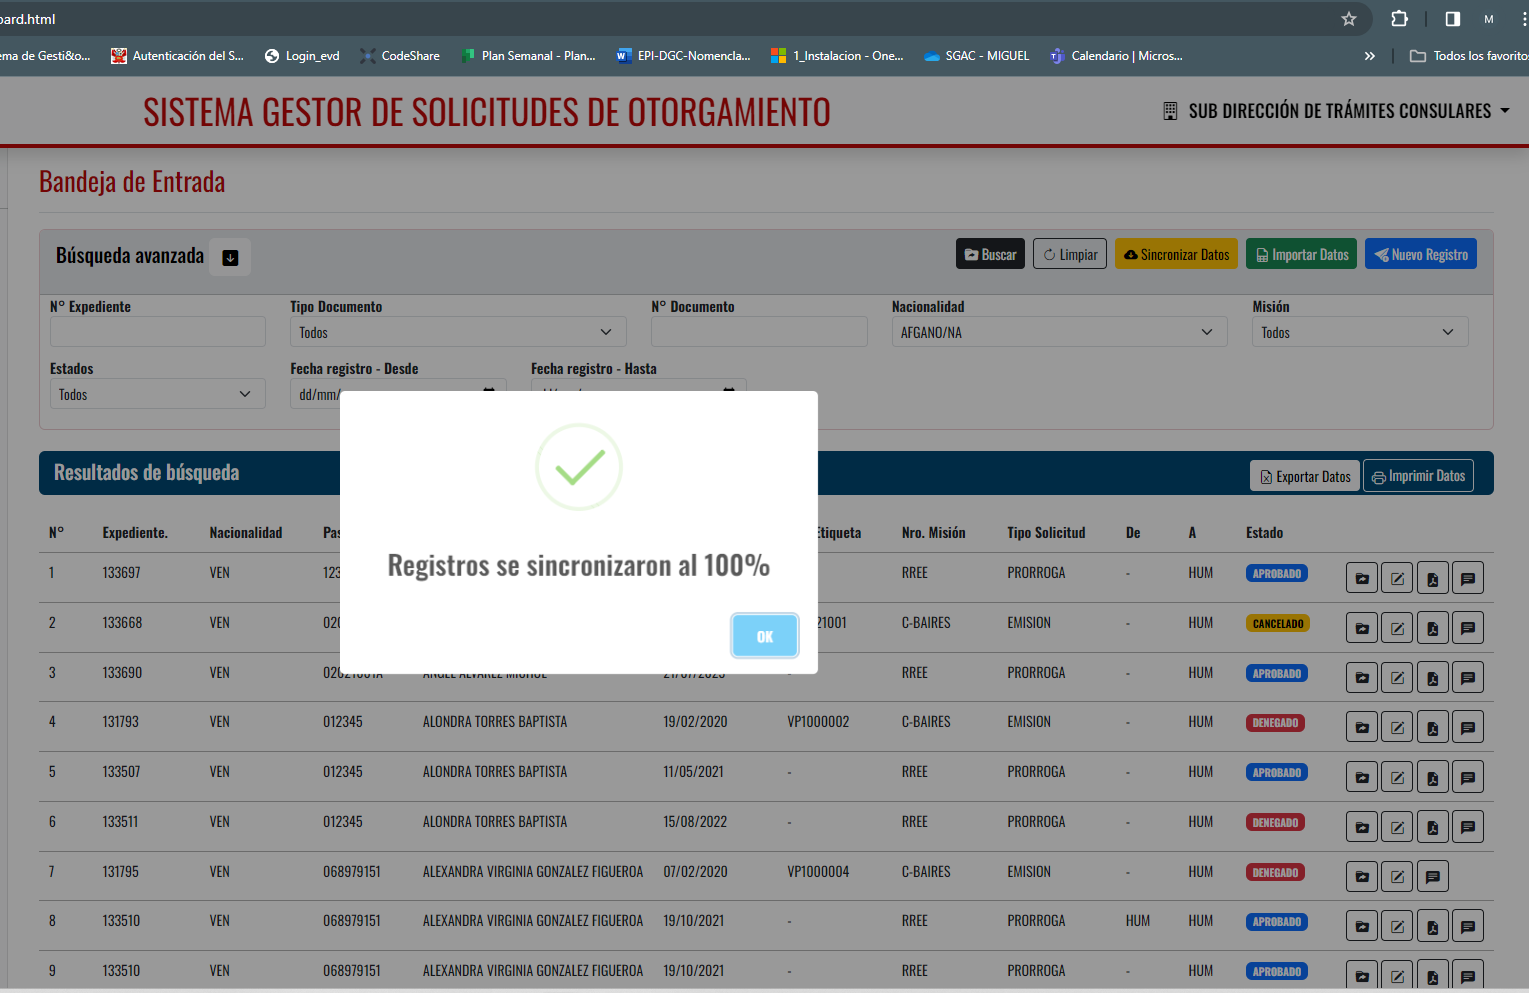 oard.html
ema de Gesti&o...
Autenticación del S...
Login_evd
CodeShare
Plan Semanal - Plan...
EPI-DGC-Nomencla...
1_Instalacion - One...
SGAC - MIGUEL
Calendario | Micros...
»
Todos los favoritos
M
SISTEMA GESTOR DE SOLICITUDES DE OTORGAMIENTO
SUB DIRECCIÓN DE TRÁMITES CONSULARES
Bandeja de Entrada
Búsqueda avanzada
Buscar
Limpiar
Sincronizar Datos
Importar Datos
Nuevo Registro
N° Expediente
Tipo Documento
N° Documento
Nacionalidad
Misión
Todos
AFGANO/NA
Todos
Estados
Fecha registro - Desde
Fecha registro - Hasta
Todos
dd/mm/
Registros se sincronizaron al 100%
OK
Resultados de búsqueda
Exportar Datos
Imprimir Datos
N° Expediente. Nacionalidad Pas Etiqueta Nro. Misión Tipo Solicitud De A Estado
1 133697 VEN 123 RREE PRORROGA - HUM APROBADO
2 133668 VEN 020 21001 C-BAIRES EMISION - HUM CANCELADO
3 133690 VEN RREE PRORROGA - HUM APROBADO
4 131793 VEN 012345 ALONDRA TORRES BAPTISTA 19/02/2020 VP1000002 C-BAIRES EMISION - HUM DENEGADO
5 133507 VEN 012345 ALONDRA TORRES BAPTISTA 11/05/2021 - RREE PRORROGA - HUM APROBADO
6 133511 VEN 012345 ALONDRA TORRES BAPTISTA 15/08/2022 - RREE PRORROGA - HUM DENEGADO
7 131795 VEN 068979151 ALEXANDRA VIRGINIA GONZALEZ FIGUEROA 07/02/2020 VP1000004 C-BAIRES EMISION - HUM DENEGADO
8 133510 VEN 068979151 ALEXANDRA VIRGINIA GONZALEZ FIGUEROA 19/10/2021 - RREE PRORROGA HUM HUM APROBADO
9 133510 VEN 068979151 ALEXANDRA VIRGINIA GONZALEZ FIGUEROA 19/10/2021 - RREE PRORROGA - HUM APROBADO